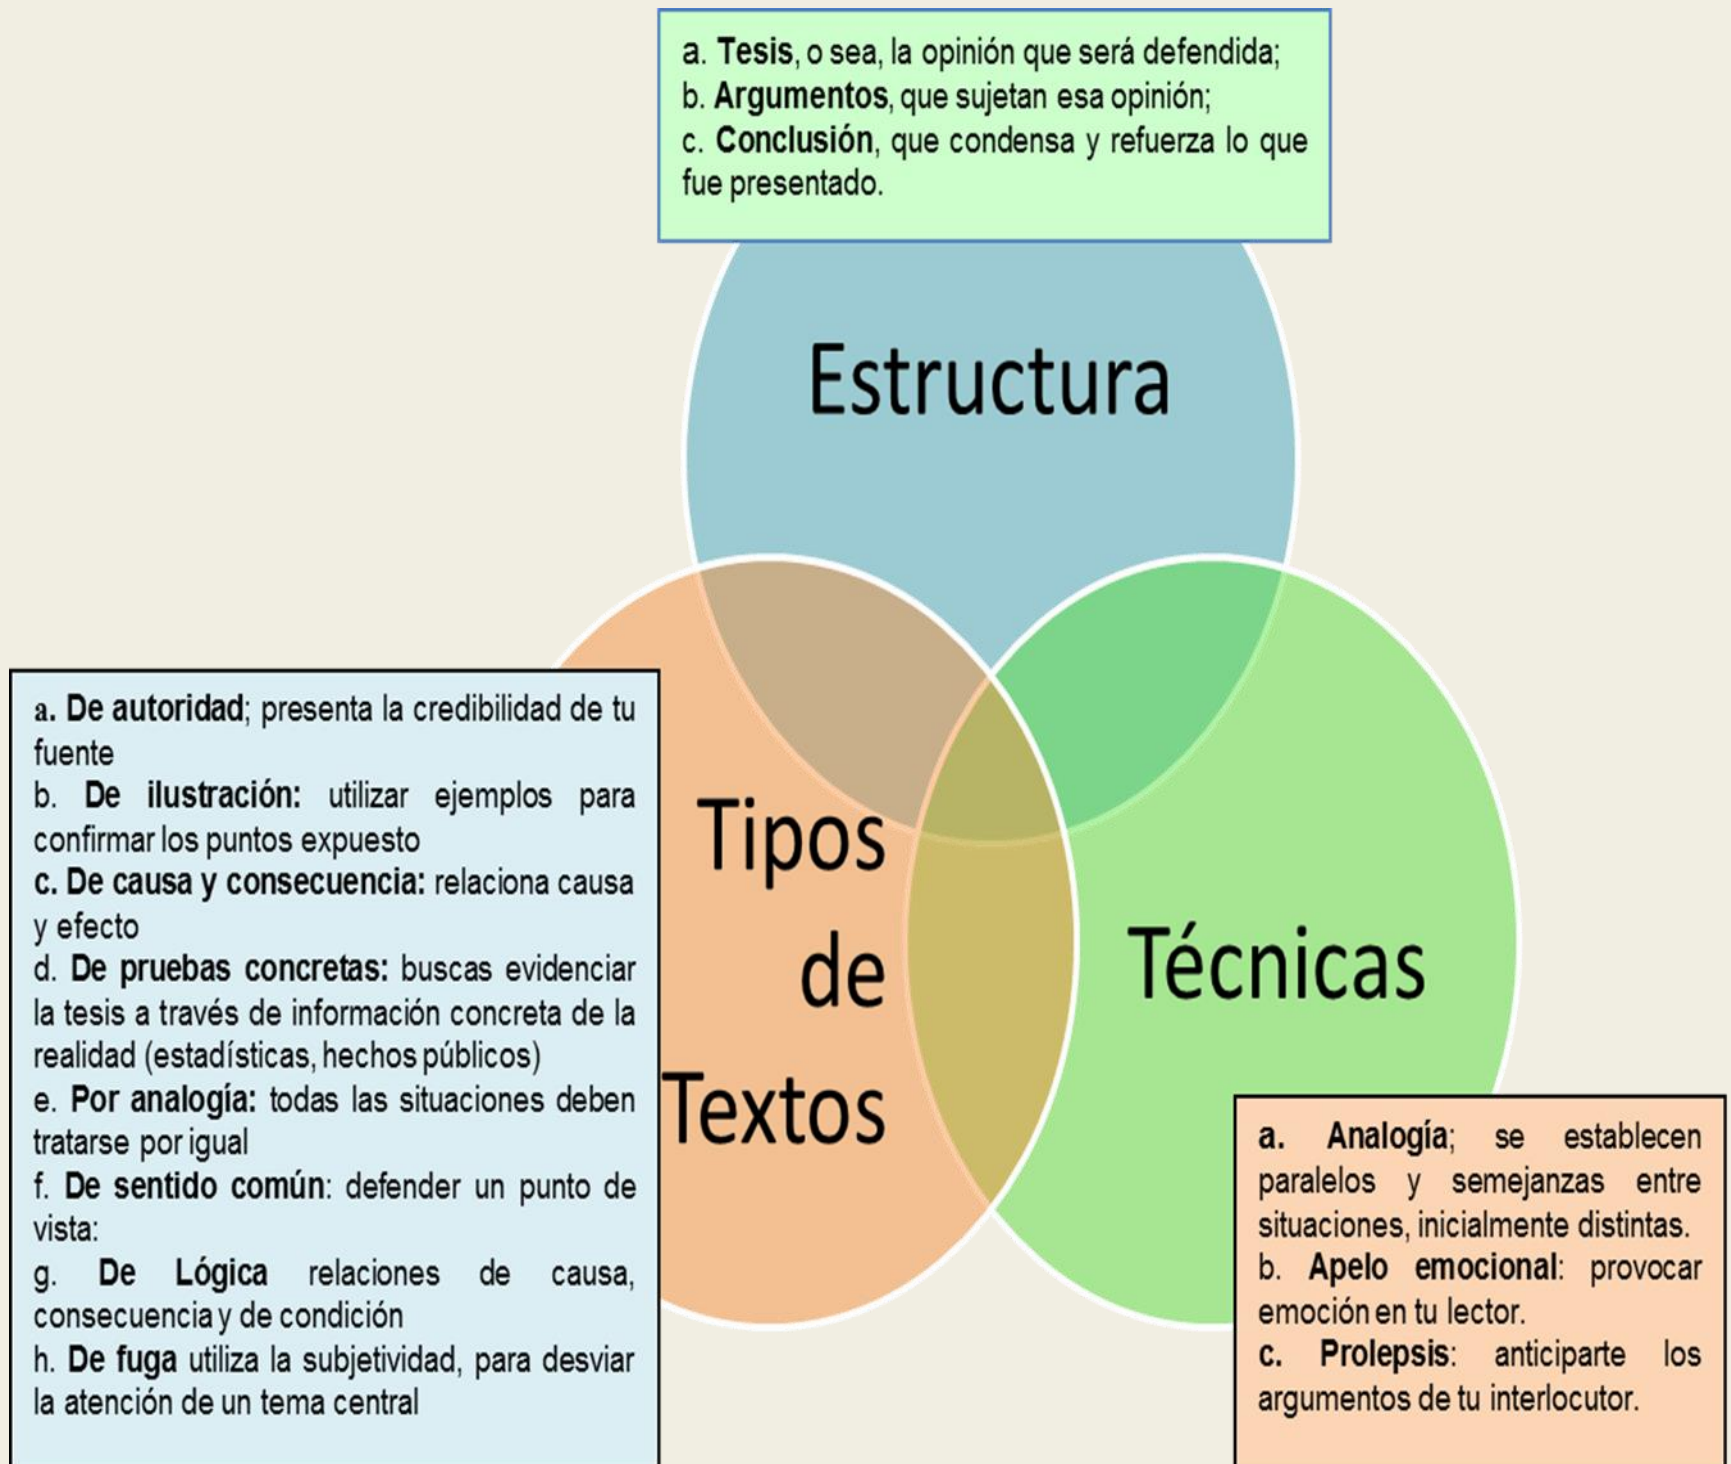 a. Tesis, o sea, la opinión que será defendida;
b. Argumentos, que sujetan esa opinión;
c. Conclusión, que condensa y refuerza lo que
fue presentado.
Estructura
a. De autoridad; presenta la credibilidad de tu
fuente
b. De ilustración: utilizar ejemplos para
confirmar los puntos expuesto
c. De causa y consecuencia: relaciona causa
y efecto
d. De pruebas concretas: buscas evidenciar
la tesis a través de información concreta de la
realidad (estadísticas, hechos públicos)
e. Por analogía: todas las situaciones deben
tratarse por igual
f. De sentido común: defender un punto de
vista:
g. De Lógica relaciones de causa,
consecuencia y de condición
h. De fuga utiliza la subjetividad, para desviar
la atención de un tema central
Tipos
de
Textos
Técnicas
a. Analogía; se establecen
paralelos y semejanzas entre
situaciones, inicialmente distintas.
b. Apelo emocional: provocar
emoción en tu lector.
c. Prolepsis: anticiparte los
argumentos de tu interlocutor.